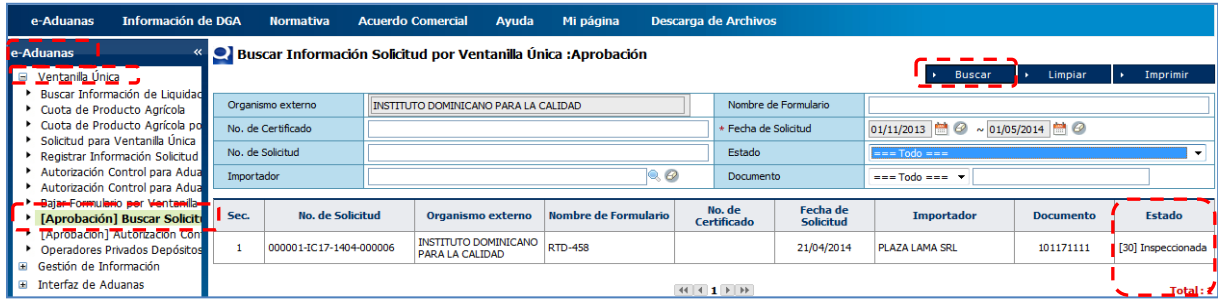 e-Aduanas Información de DGA Normativa Acuerdo Comercial Ayuda Mi página Descarga de Archivos
e-Aduanas «
Ventanilla Única
Buscar Información de Liquidac
Cuota de Producto Agrícola
Cuota de Producto Agrícola po
Solicitud para Ventanilla Única
Registrar Información Solicitud
Autorización Control para Adua
Autorización Control para Adua
Bajar Formulario por Ventanilla
[Aprobación] Buscar Solicitu
[Aprobación] Autorización Con
Operadores Privados Depósitos
Gestión de Información
Interfaz de Aduanas
Buscar Información Solicitud por Ventanilla Única :Aprobación
Buscar Limpiar Imprimir
Organismo externo INSTITUTO DOMINICANO PARA LA CALIDAD Nombre de Formulario
No. de Certificado * Fecha de Solicitud 01/11/2013 ~ 01/05/2014
No. de Solicitud Estado === Todo ===
Importador Documento === Todo ===
Sec. No. de Solicitud Organismo externo Nombre de Formulario No. de Certificado Fecha de Solicitud Importador Documento Estado
1 000001-IC17-1404-000006 INSTITUTO DOMINICANO PARA LA CALIDAD RTD-458 21/04/2014 PLAZA LAMA SRL 101171111 [30] Inspeccionada
1
Total :